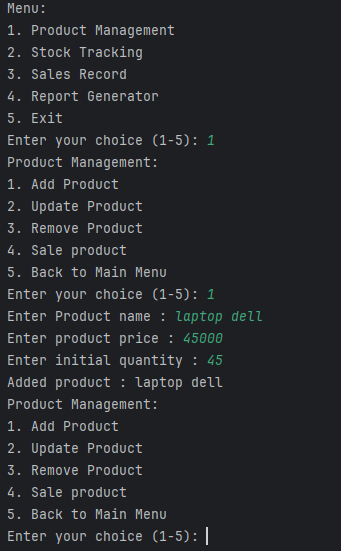 Menu:
1. Product Management
2. Stock Tracking
3. Sales Record
4. Report Generator
5. Exit
Enter your choice (1-5): 1
Product Management:
1. Add Product
2. Update Product
3. Remove Product
4. Sale product
5. Back to Main Menu
Enter your choice (1-5): 1
Enter Product name : laptop dell
Enter product price : 45000
Enter initial quantity : 45
Added product : laptop dell
Product Management:
1. Add Product
2. Update Product
3. Remove Product
4. Sale product
5. Back to Main Menu
Enter your choice (1-5):